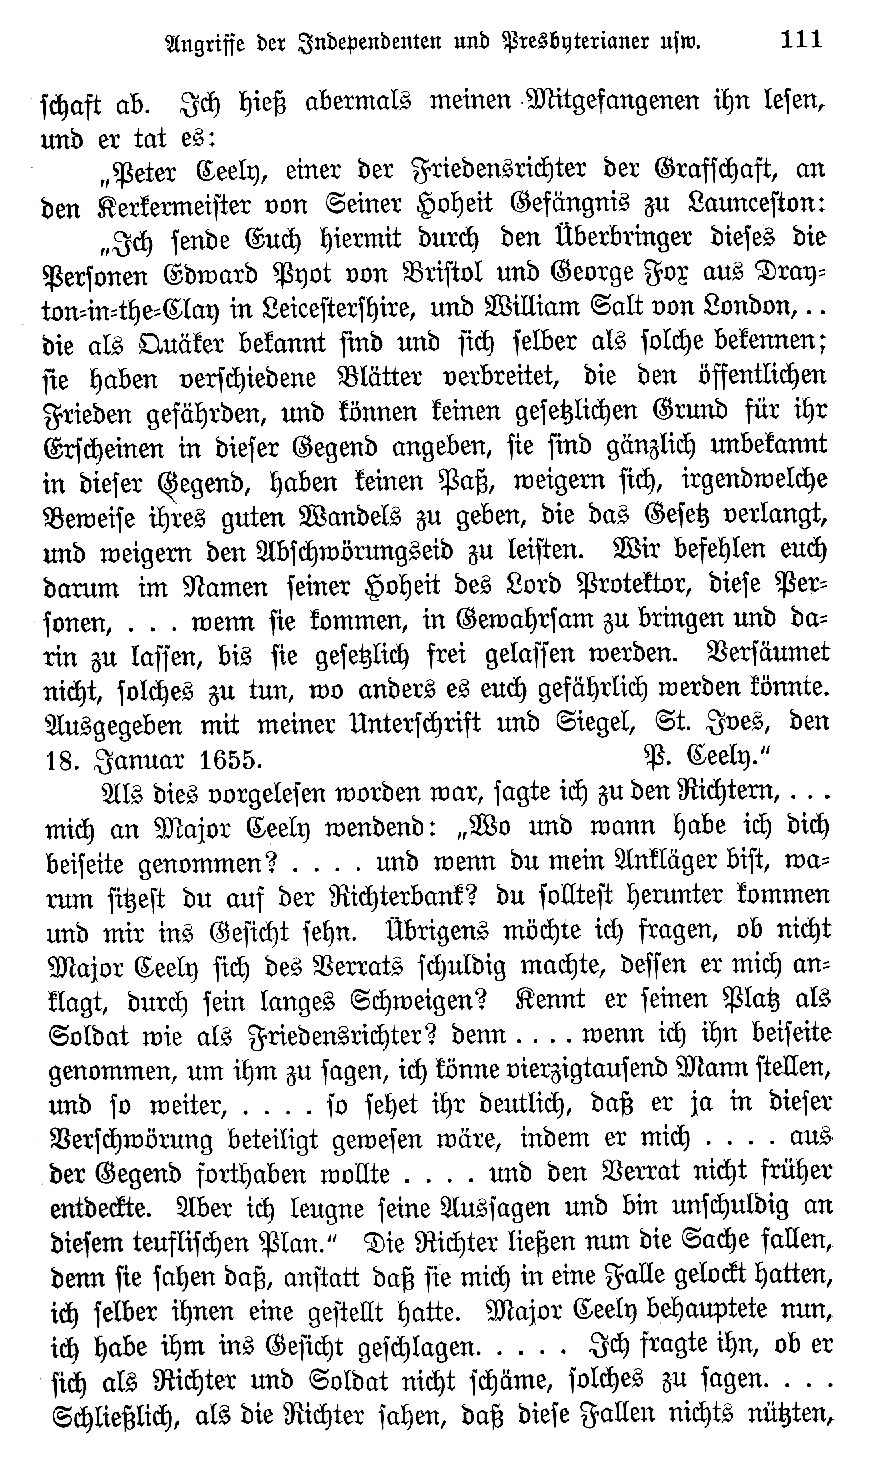 Angriffe der Independenten und Presbyterianer usw. 111
schaft ab. Ich hieß abermals meinen Mitgefangenen ihn lesen,
und er tat es:
„Peter Ceely, einer der Friedensrichter der Grafschaft, an
den Kerkermeister von Seiner Hoheit Gefängnis zu Launceston:
„Ich sende Euch hiermit durch den Überbringer dieses die
Personen Edward Pyot von Bristol und George Fox aus Dray-
ton-in-the-Clay in Leicestershire, und William Salt von London, . .
die als Quäker bekannt sind und sich selber als solche bekennen;
sie haben verschiedene Blätter verbreitet, die den öffentlichen
Frieden gefährden, und können keinen gesetzlichen Grund für ihr
Erscheinen in dieser Gegend angeben, sie sind gänzlich unbekannt
in dieser Gegend, haben keinen Paß, weigern sich, irgendwelche
Beweise ihres guten Wandels zu geben, die das Gesetz verlangt,
und weigern den Abschwörungseid zu leisten. Wir befehlen euch
darum im Namen seiner Hoheit des Lord Protektor, diese Per-
sonen, . . . wenn sie kommen, in Gewahrsam zu bringen und da-
rin zu lassen, bis sie gesetzlich frei gelassen werden. Versäumet
nicht, solches zu tun, wo anders es euch gefährlich werden könnte.
Ausgegeben mit meiner Unterschrift und Siegel, St. Ives, den
18. Januar 1655. P. Ceely.“
Als dies vorgelesen worden war, sagte ich zu den Richtern, . . .
mich an Major Ceely wendend: „Wo und wann habe ich dich
beiseite genommen? . . . . und wenn du mein Ankläger bist, wa-
rum sitzest du auf der Richterbank? du solltest herunter kommen
und mir ins Gesicht sehn. Übrigens möchte ich fragen, ob nicht
Major Ceely sich des Verrats schuldig machte, dessen er mich an-
klagt, durch sein langes Schweigen? Kennt er seinen Platz als
Soldat wie als Friedensrichter? denn . . . . wenn ich ihn beiseite
genommen, um ihm zu sagen, ich könne vierzigtausend Mann stellen,
und so weiter, . . . . so sehet ihr deutlich, daß er ja in dieser
Verschwörung beteiligt gewesen wäre, indem er mich . . . . aus
der Gegend forthaben wollte . . . . und den Verrat nicht früher
entdeckte. Aber ich leugne seine Aussagen und bin unschuldig an
diesem teuflischen Plan.“ Die Richter ließen nun die Sache fallen,
denn sie sahen daß, anstatt daß sie mich in eine Falle gelockt hatten,
ich selber ihnen eine gestellt hatte. Major Ceely behauptete nun,
ich habe ihm ins Gesicht geschlagen. . . . . Ich fragte ihn, ob er
sich als Richter und Soldat nicht schäme, solches zu sagen. . . .
Schließlich, als die Richter sahen, daß diese Fallen nichts nützten,